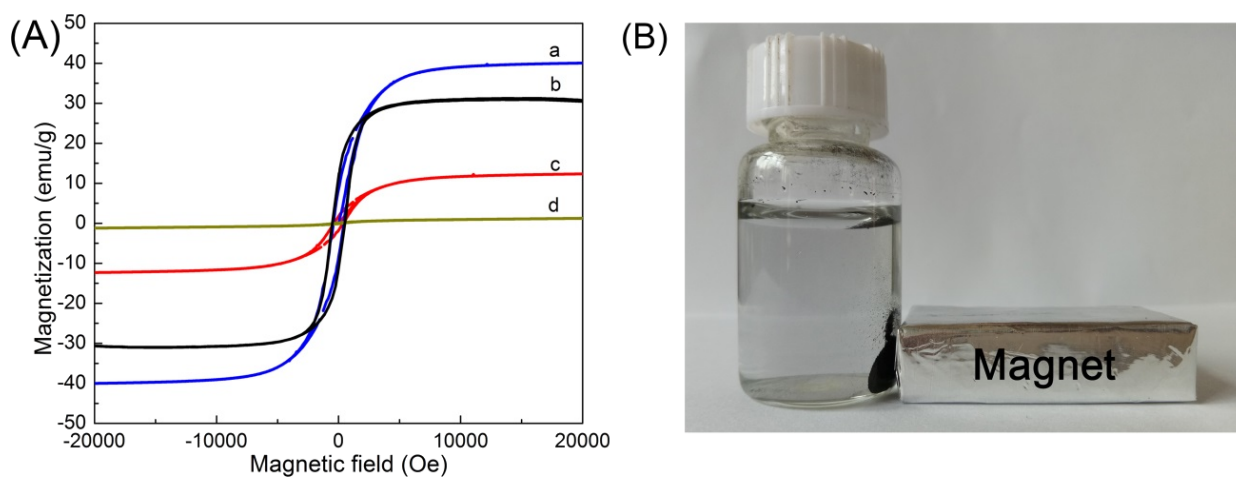 (A)
50
40
30
20
10
0
-10
-20
-30
-40
-50
Magnetization (emu/g)
a
b
c
d
-20000 -10000 0 10000 20000
Magnetic field (Oe)
(B)
Magnet